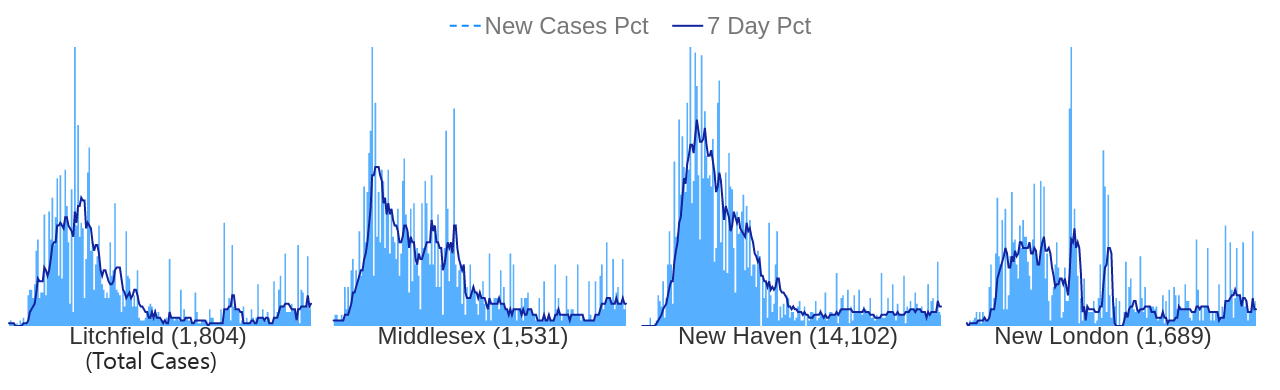 New Cases Pct 7 Day Pct
Litchfield (1,804) Middlesex (1,531) New Haven (14,102) New London (1,689)
(Total Cases)